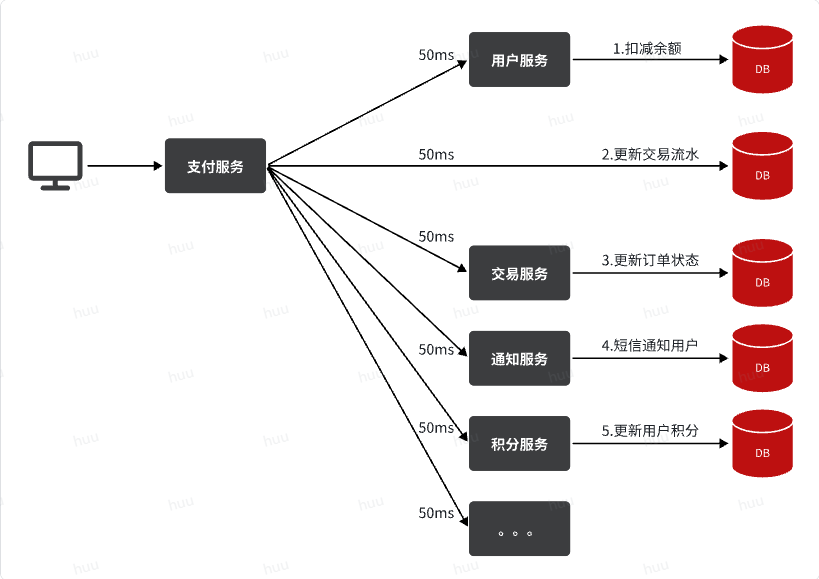 50ms
用户服务
1.扣减余额
DB
支付服务
50ms
2.更新交易流水
DB
50ms
交易服务
3.更新订单状态
DB
50ms
通知服务
4.短信通知用户
DB
50ms
积分服务
5.更新用户积分
DB
50ms
。。。
huu